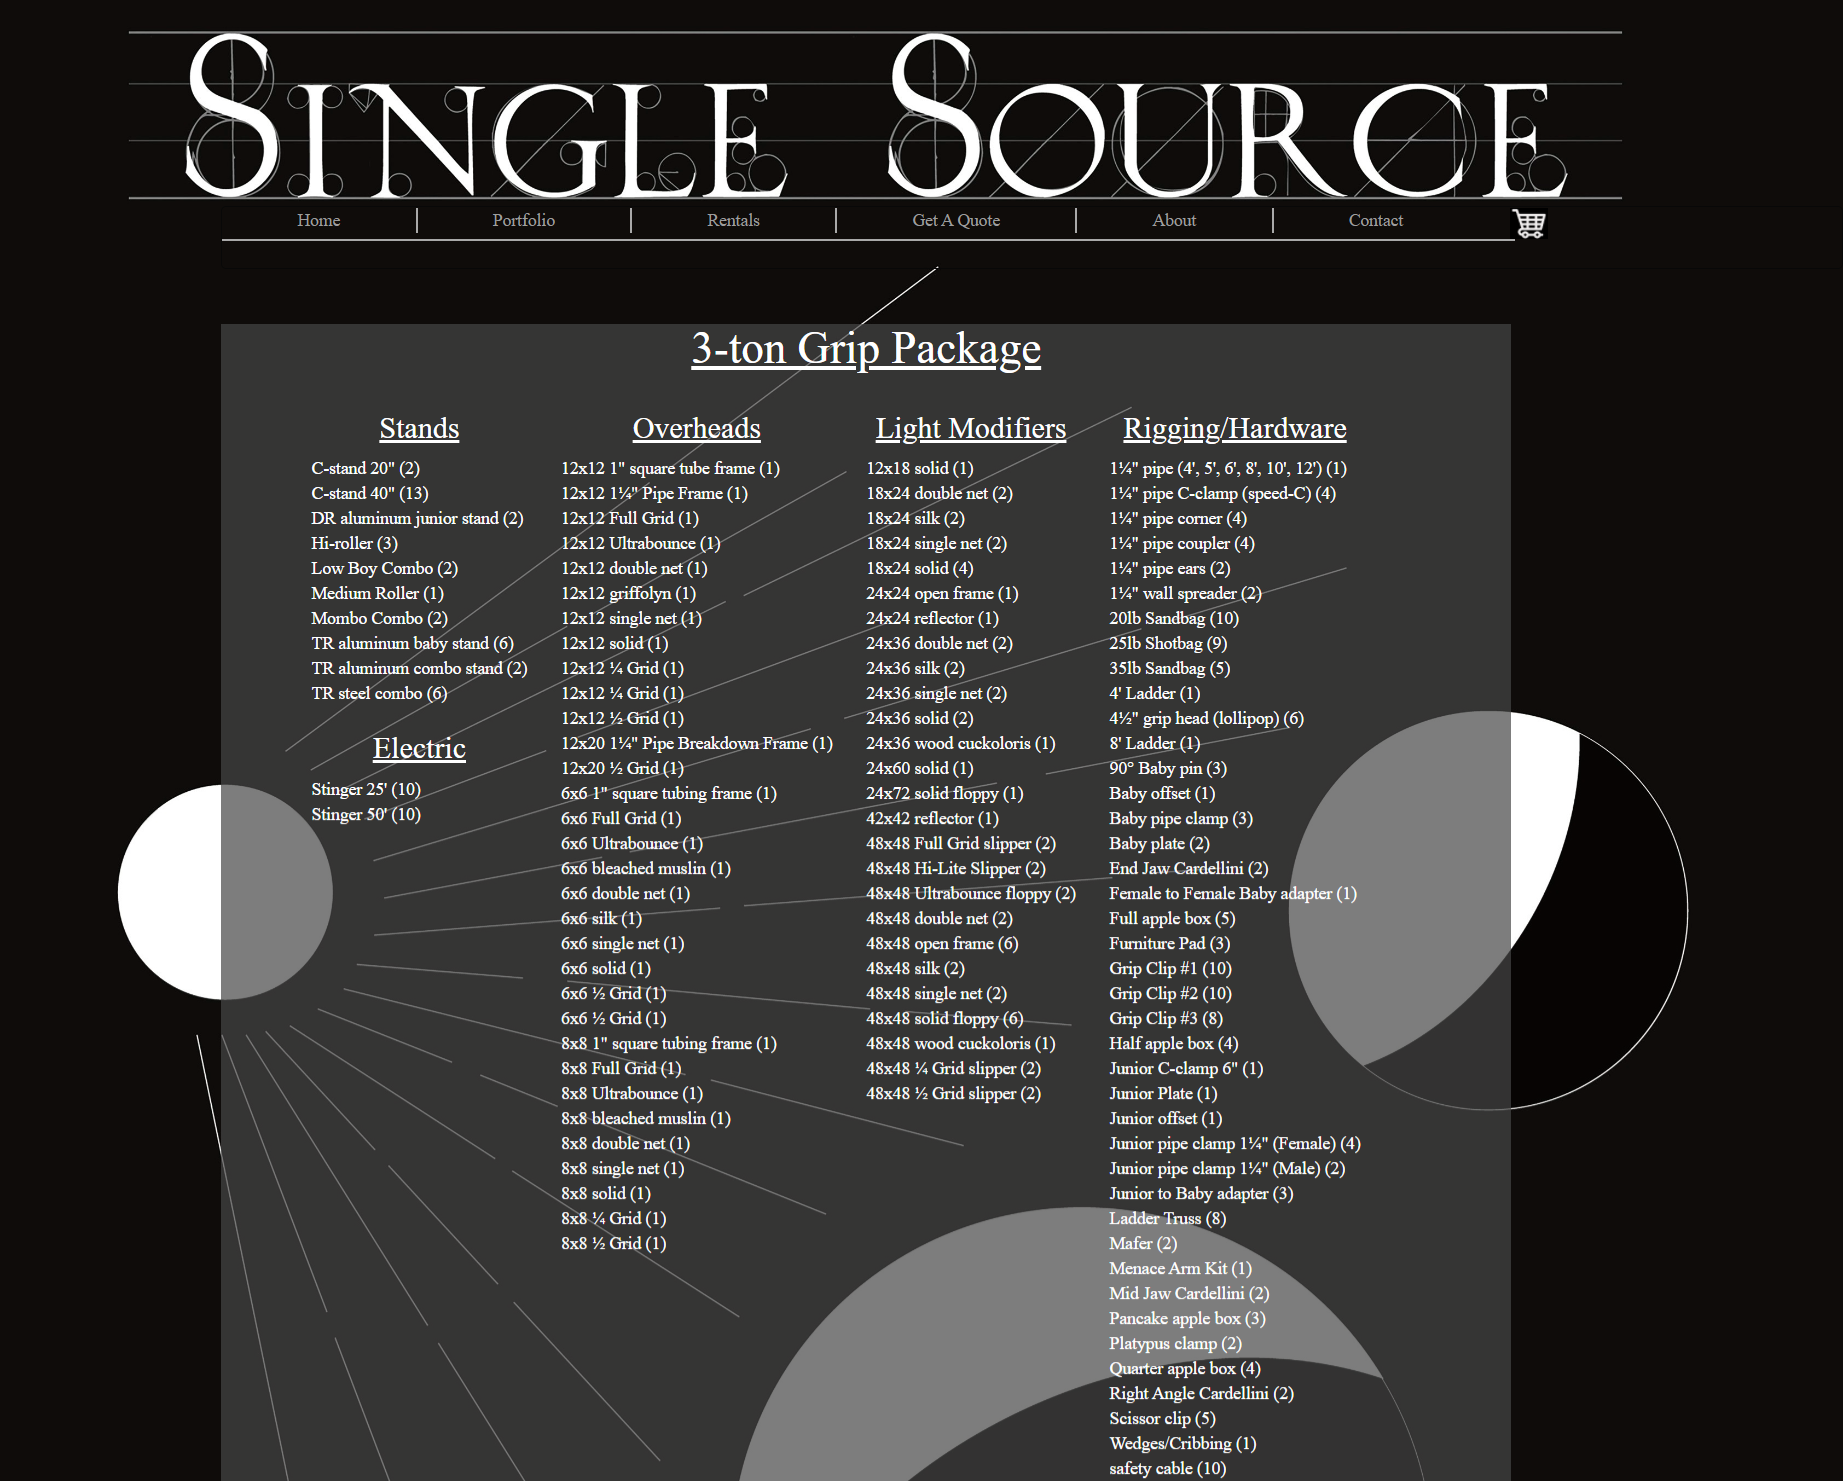 SINGLE SOURCE
Home
Portfolio
Rentals
Get A Quote
About
Contact
3-ton Grip Package
Stands
C-stand 20" (2)
C-stand 40" (13)
DR aluminum junior stand (2)
Hi-roller (3)
Low Boy Combo (2)
Medium Roller (1)
Mombo Combo (2)
TR aluminum baby stand (6)
TR aluminum combo stand (2)
TR steel combo (6)
Electric
Stinger 25' (10)
Stinger 50' (10)
Overheads
12x12 1" square tube frame (1)
12x12 1¼" Pipe Frame (1)
12x12 Full Grid (1)
12x12 Ultrabounce (1)
12x12 double net (1)
12x12 griffolyn (1)
12x12 single net (1)
12x12 solid (1)
12x12 ¼ Grid (1)
12x12 ¼ Grid (1)
12x12 ½ Grid (1)
12x20 1¼" Pipe Breakdown Frame (1)
12x20 ½ Grid (1)
6x6 1" square tubing frame (1)
6x6 Full Grid (1)
6x6 Ultrabounce (1)
6x6 bleached muslin (1)
6x6 double net (1)
6x6 silk (1)
6x6 single net (1)
6x6 solid (1)
6x6 ½ Grid (1)
6x6 ½ Grid (1)
8x8 1" square tubing frame (1)
8x8 Full Grid (1)
8x8 Ultrabounce (1)
8x8 bleached muslin (1)
8x8 double net (1)
8x8 single net (1)
8x8 solid (1)
8x8 ¼ Grid (1)
8x8 ½ Grid (1)
Light Modifiers
12x18 solid (1)
18x24 double net (2)
18x24 silk (2)
18x24 single net (2)
18x24 solid (4)
24x24 open frame (1)
24x24 reflector (1)
24x36 double net (2)
24x36 silk (2)
24x36 single net (2)
24x36 solid (2)
24x36 wood cuckoloris (1)
24x60 solid (1)
24x72 solid floppy (1)
42x42 reflector (1)
48x48 Full Grid slipper (2)
48x48 Hi-Lite Slipper (2)
48x48 Ultrabounce floppy (2)
48x48 double net (2)
48x48 open frame (6)
48x48 silk (2)
48x48 single net (2)
48x48 solid floppy (6)
48x48 wood cuckoloris (1)
48x48 ¼ Grid slipper (2)
48x48 ½ Grid slipper (2)
Rigging/Hardware
1¼" pipe (4', 5', 6', 8', 10', 12') (1)
1¼" pipe C-clamp (speed-C) (4)
1¼" pipe corner (4)
1¼" pipe coupler (4)
1¼" pipe ears (2)
1¼" wall spreader (2)
20lb Sandbag (10)
25lb Shotbag (9)
35lb Sandbag (5)
4' Ladder (1)
4½" grip head (lollipop) (6)
8' Ladder (1)
90° Baby pin (3)
Baby offset (1)
Baby pipe clamp (3)
Baby plate (2)
End Jaw Cardellini (2)
Female to Female Baby adapter (1)
Full apple box (5)
Furniture Pad (3)
Grip Clip #1 (10)
Grip Clip #2 (10)
Grip Clip #3 (8)
Half apple box (4)
Junior C-clamp 6" (1)
Junior Plate (1)
Junior offset (1)
Junior pipe clamp 1¼" (Female) (4)
Junior pipe clamp 1¼" (Male) (2)
Junior to Baby adapter (3)
Ladder Truss (8)
Mafer (2)
Menace Arm Kit (1)
Mid Jaw Cardellini (2)
Pancake apple box (3)
Platypus clamp (2)
Quarter apple box (4)
Right Angle Cardellini (2)
Scissor clip (5)
Wedges/Cribbing (1)
safety cable (10)